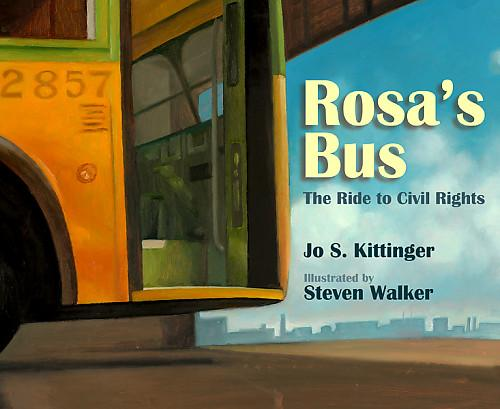 2857
Rosa's
Bus
The Ride to Civil Rights
Jo S. Kittinger
Illustrated by
Steven Walker